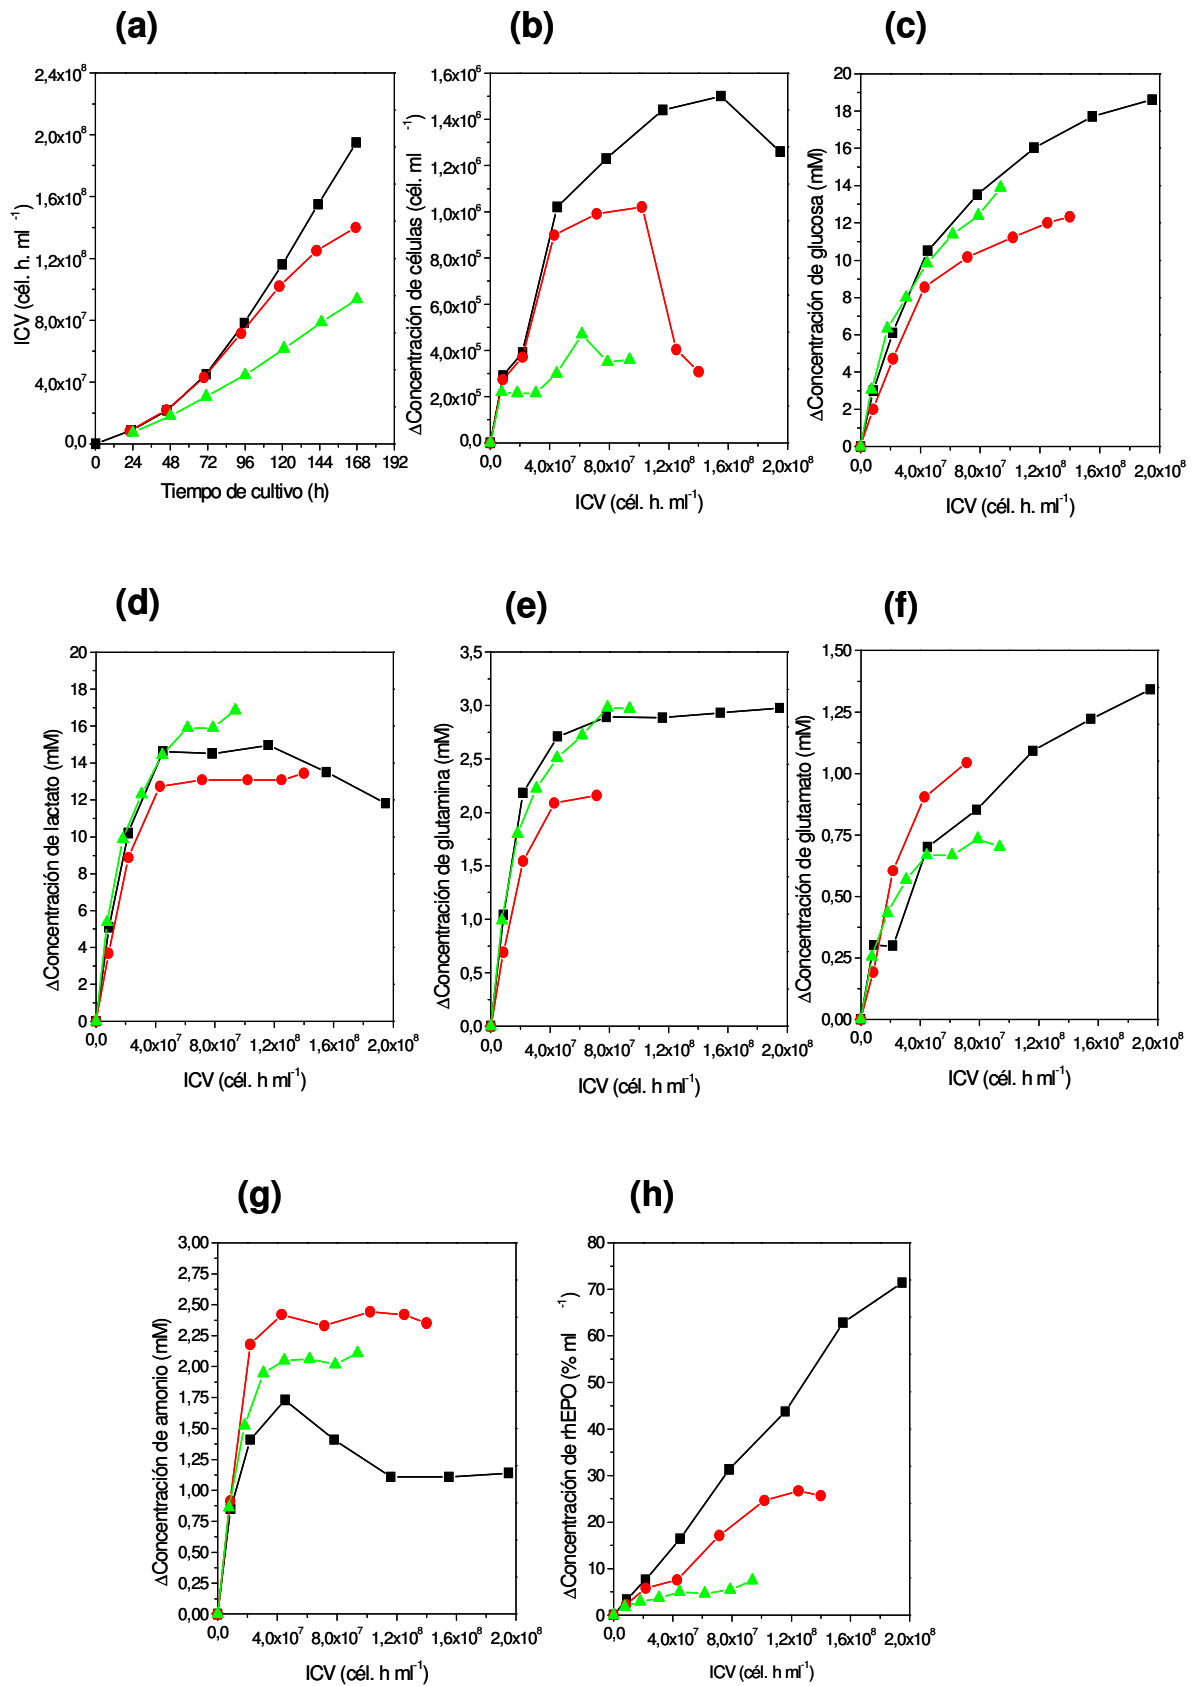 (a)
2,4x10⁸
2,0x10⁸
1,6x10⁸
1,2x10⁸
8,0x10⁷
4,0x10⁷
0,0
ICV (cél. h. ml⁻¹)
0 24 48 72 96 120 144 168 192
Tiempo de cultivo (h)
(b)
1,6x10⁶
1,4x10⁶
1,2x10⁶
1,0x10⁶
8,0x10⁵
6,0x10⁵
4,0x10⁵
2,0x10⁵
0,0
ΔConcentración de células (cél. ml⁻¹)
0,0 4,0x10⁷ 8,0x10⁷ 1,2x10⁸ 1,6x10⁸ 2,0x10⁸
ICV (cél. h. ml⁻¹)
(c)
20
18
16
14
12
10
8
6
4
2
0
ΔConcentración de glucosa (mM)
0,0 4,0x10⁷ 8,0x10⁷ 1,2x10⁸ 1,6x10⁸ 2,0x10⁸
ICV (cél. h. ml⁻¹)
(d)
20
18
16
14
12
10
8
6
4
2
0
ΔConcentración de lactato (mM)
0,0 4,0x10⁷ 8,0x10⁷ 1,2x10⁸ 1,6x10⁸ 2,0x10⁸
ICV (cél. h ml⁻¹)
(e)
3,5
3,0
2,5
2,0
1,5
1,0
0,5
0,0
ΔConcentración de glutamina (mM)
0,0 4,0x10⁷ 8,0x10⁷ 1,2x10⁸ 1,6x10⁸ 2,0x10⁸
ICV (cél. h ml⁻¹)
(f)
1,50
1,25
1,00
0,75
0,50
0,25
0,00
ΔConcentración de glutamato (mM)
0,0 4,0x10⁷ 8,0x10⁷ 1,2x10⁸ 1,6x10⁸ 2,0x10⁸
ICV (cél. h ml⁻¹)
(g)
3,00
2,75
2,50
2,25
2,00
1,75
1,50
1,25
1,00
0,75
0,50
0,25
0,00
ΔConcentración de amonio (mM)
0,0 4,0x10⁷ 8,0x10⁷ 1,2x10⁸ 1,6x10⁸ 2,0x10⁸
ICV (cél. h ml⁻¹)
(h)
80
70
60
50
40
30
20
10
0
ΔConcentración de rhEPO (% ml⁻¹)
0,0 4,0x10⁷ 8,0x10⁷ 1,2x10⁸ 1,6x10⁸ 2,0x10⁸
ICV (cél. h ml⁻¹)